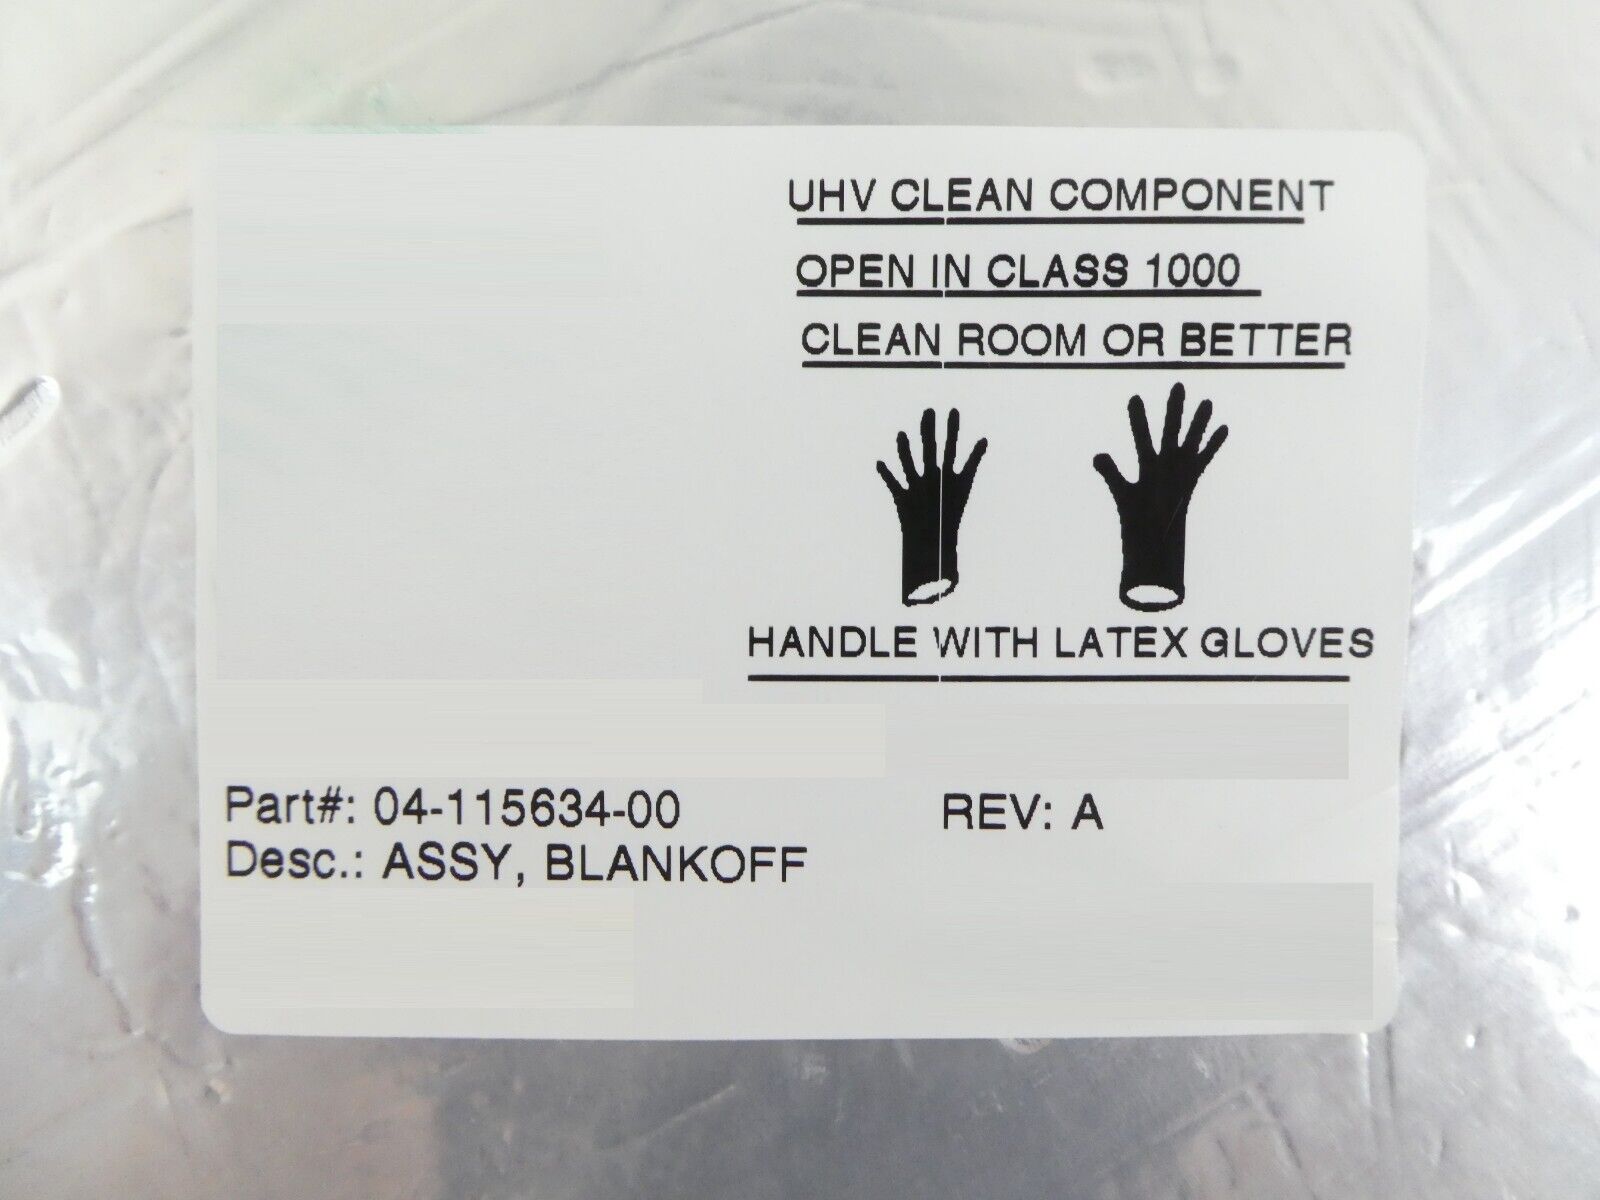 UHV CLEAN COMPONENT
OPEN IN CLASS 1000
CLEAN ROOM OR BETTER
HANDLE WITH LATEX GLOVES
Part#: 04-115634-00
REV: A
Desc.: ASSY, BLANKOFF